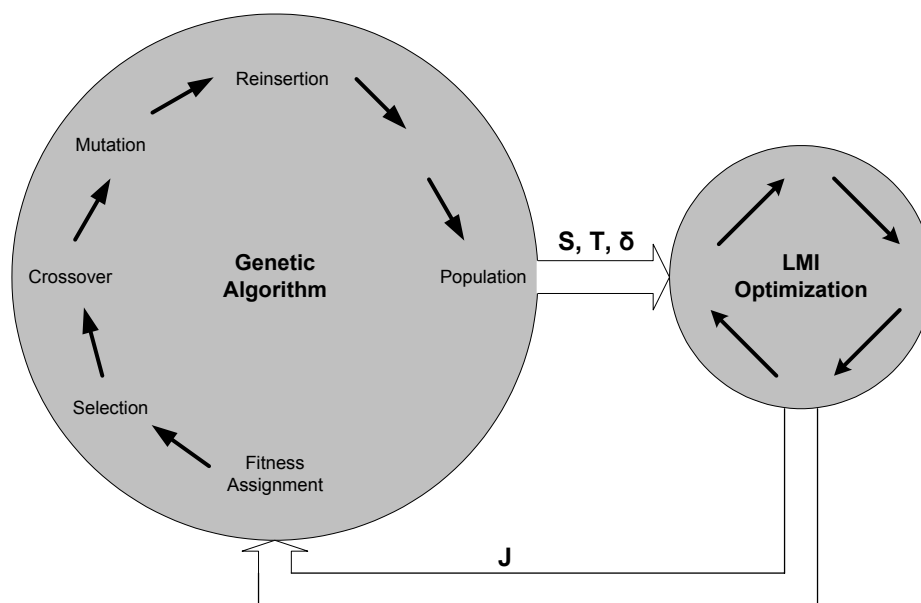 Reinsertion
Mutation
Crossover
Genetic
Algorithm
Population
Selection
Fitness
Assignment
S, T, δ
LMI
Optimization
J